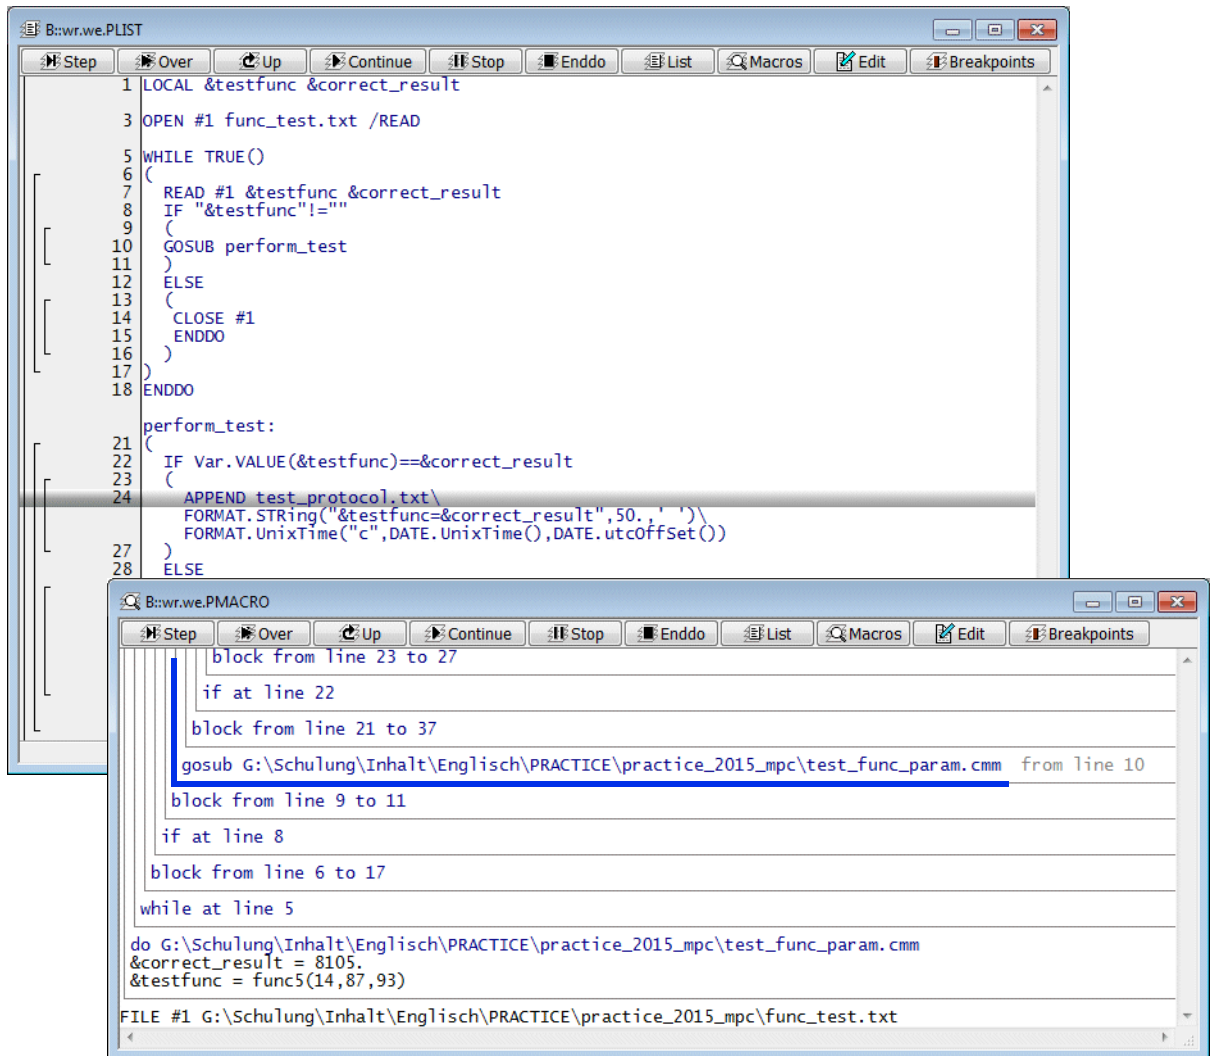 B::wr.we.PLIST
Step Over Up Continue Stop Enddo List Macros Edit Breakpoints
1 LOCAL &testfunc &correct_result
3 OPEN #1 func_test.txt /READ
5 WHILE TRUE()
6 (
7 READ #1 &testfunc &correct_result
8 IF "&testfunc"!=""
9 (
10 GOSUB perform_test
11 )
12 ELSE
13 (
14 CLOSE #1
15 ENDDO
16 )
17 )
18 ENDDO
perform_test:
21 (
22 IF Var.VALUE(&testfunc)==&correct_result
23 (
24 APPEND test_protocol.txt\
FORMAT.STRing("&testfunc=&correct_result",50.,' ')\
FORMAT.UnixTime("c",DATE.UnixTime(),DATE.utcOffSet())
27 )
28 ELSE
B::wr.we.PMACRO
Step Over Up Continue Stop Enddo List Macros Edit Breakpoints
block from line 23 to 27
if at line 22
block from line 21 to 37
gosub G:\Schulung\Inhalt\Englisch\PRACTICE\practice_2015_mpc\test_func_param.cmm from line 10
block from line 9 to 11
if at line 8
block from line 6 to 17
while at line 5
do G:\Schulung\Inhalt\Englisch\PRACTICE\practice_2015_mpc\test_func_param.cmm
&correct_result = 8105.
&testfunc = func5(14,87,93)
FILE #1 G:\Schulung\Inhalt\Englisch\PRACTICE\practice_2015_mpc\func_test.txt